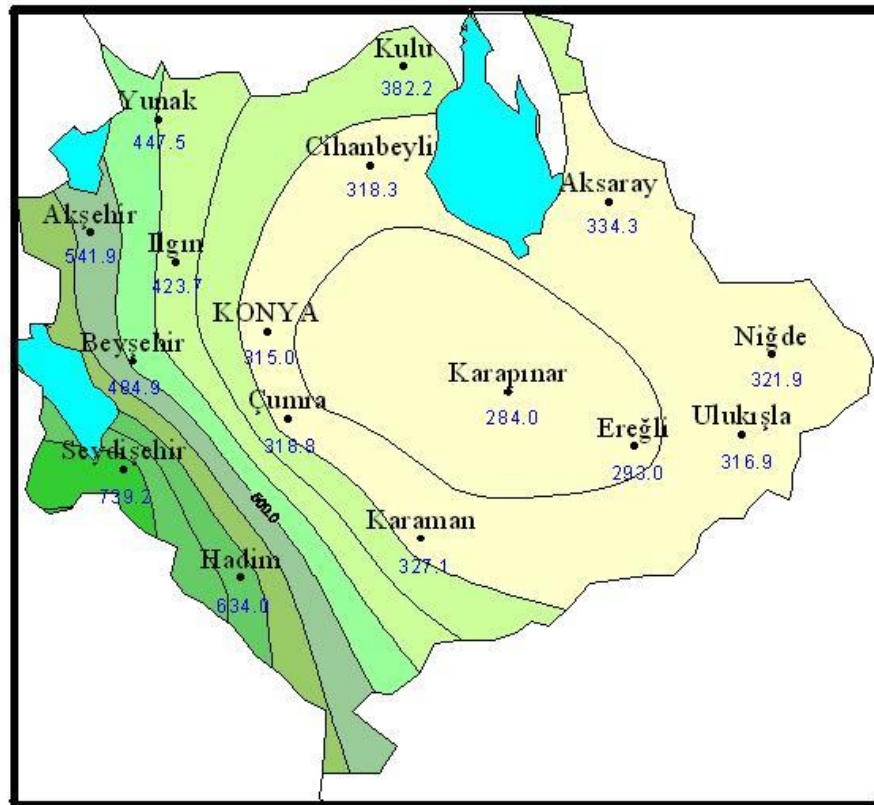 Kulu
382.2
Yunak
447.5
Cihanbeyli
318.3
Aksaray
334.3
Akşehir
541.9
Ilgın
423.7
KONYA
315.0
Niğde
321.9
Beyşehir
484.9
Karapınar
284.0
Çumra
318.8
Ereğli
293.0
Ulukışla
316.9
Seydişehir
739.2
500.0
Karaman
327.1
Hadim
634.0